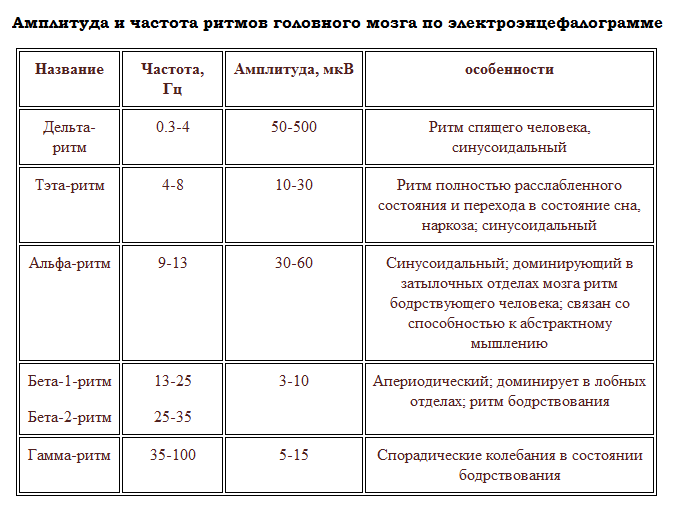 Амплитуда и частота ритмов головного мозга по электроэнцефалограмме
Название Частота, Гц Амплитуда, мкВ особенности
Дельта-ритм 0.3-4 50-500 Ритм спящего человека,
синусоидальный
Тэта-ритм 4-8 10-30 Ритм полностью расслабленного
состояния и перехода в состояние сна,
наркоза; синусоидальный
Альфа-ритм 9-13 30-60 Синусоидальный; доминирующий в
затылочных отделах мозга ритм
бодрствующего человека; связан со
способностью к абстрактному
мышлению
Бета-1-ритм 13-25 3-10 Апериодический; доминирует в лобных
отделах; ритм бодрствования
Бета-2-ритм 25-35
Гамма-ритм 35-100 5-15 Спорадические колебания в состоянии
бодрствования